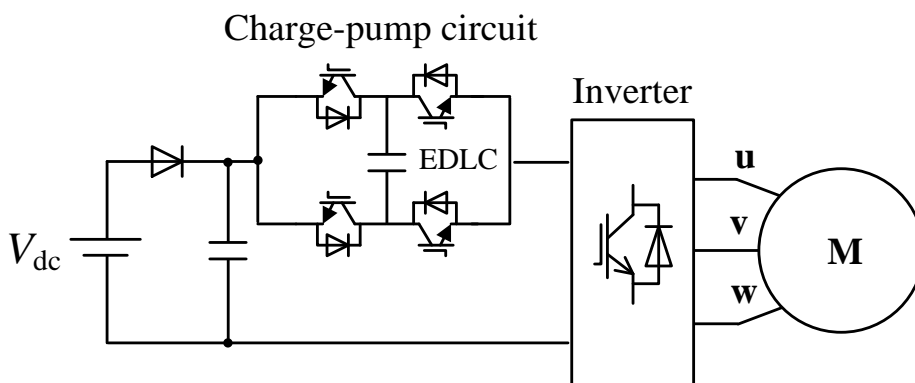 Charge-pump circuit
Inverter
EDLC
u
v
w
M
Vdc